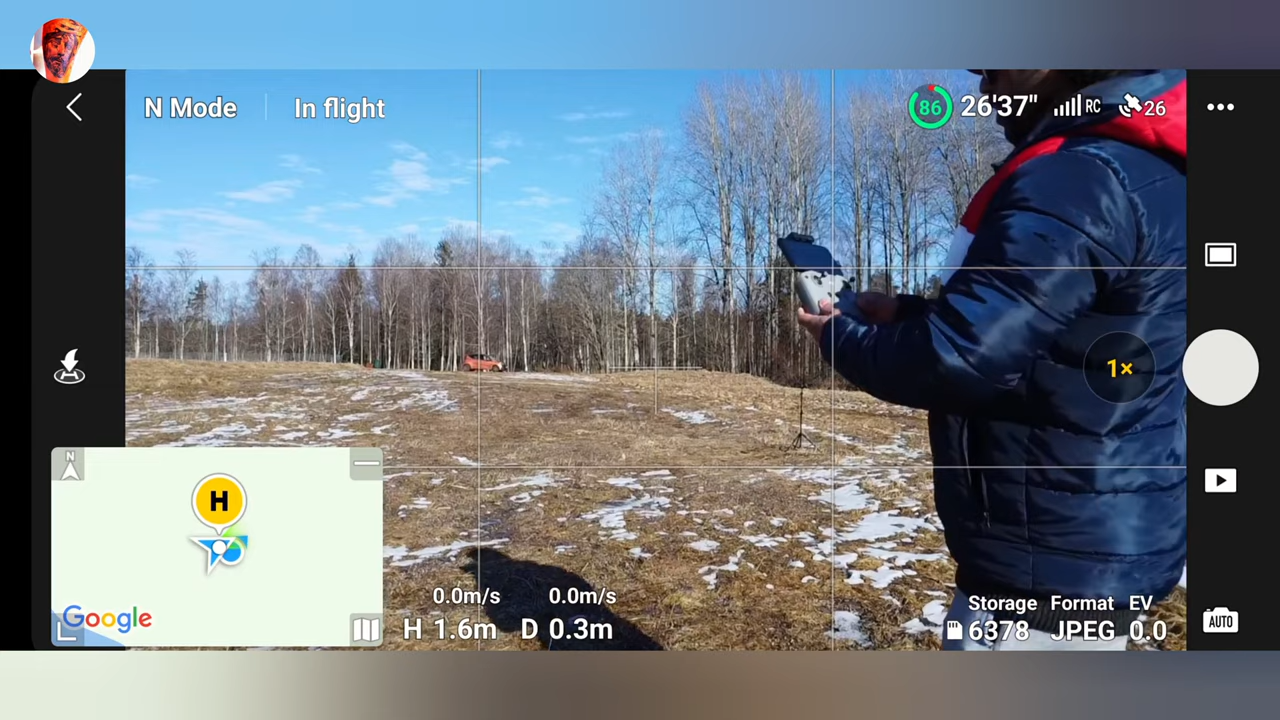 N Mode
In flight
86
26'37"
RC
26
1×
N
H
Google
0.0m/s
0.0m/s
H 1.6m
D 0.3m
Storage
Format
EV
6378
JPEG
0.0
AUTO